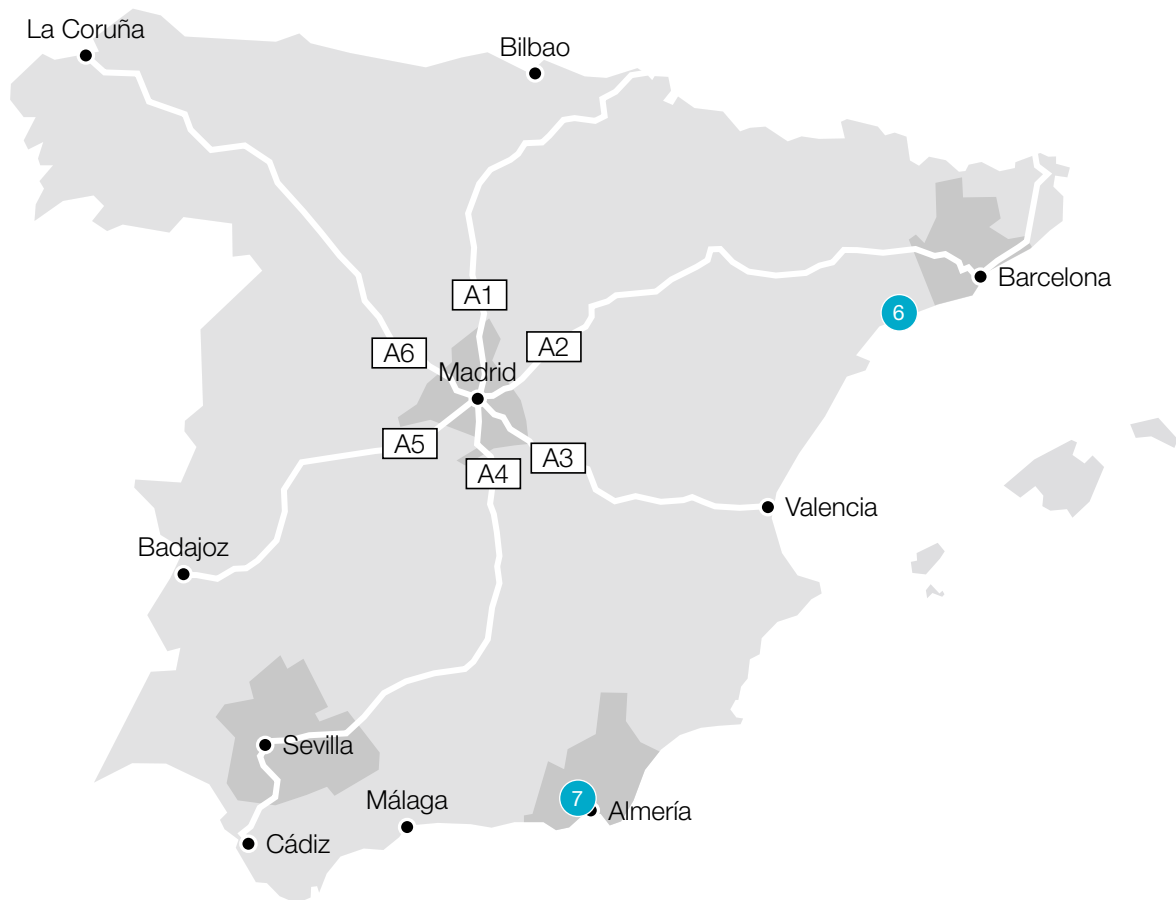 La Coruña
Bilbao
Barcelona
A1
6
A2
A6
Madrid
A5
A3
A4
Valencia
Badajoz
Sevilla
7
Málaga
Almería
Cádiz